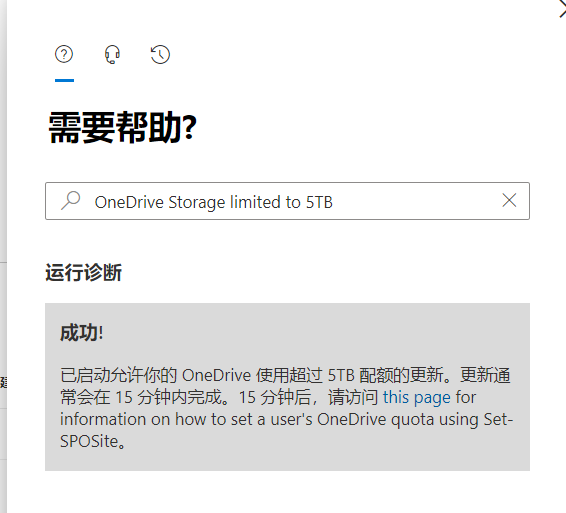 需要帮助?
OneDrive Storage limited to 5TB
运行诊断
成功!
已启动允许你的 OneDrive 使用超过 5TB 配额的更新。更新通
常会在 15 分钟内完成。15 分钟后，请访问 this page for
information on how to set a user's OneDrive quota using Set-
SPOSite。